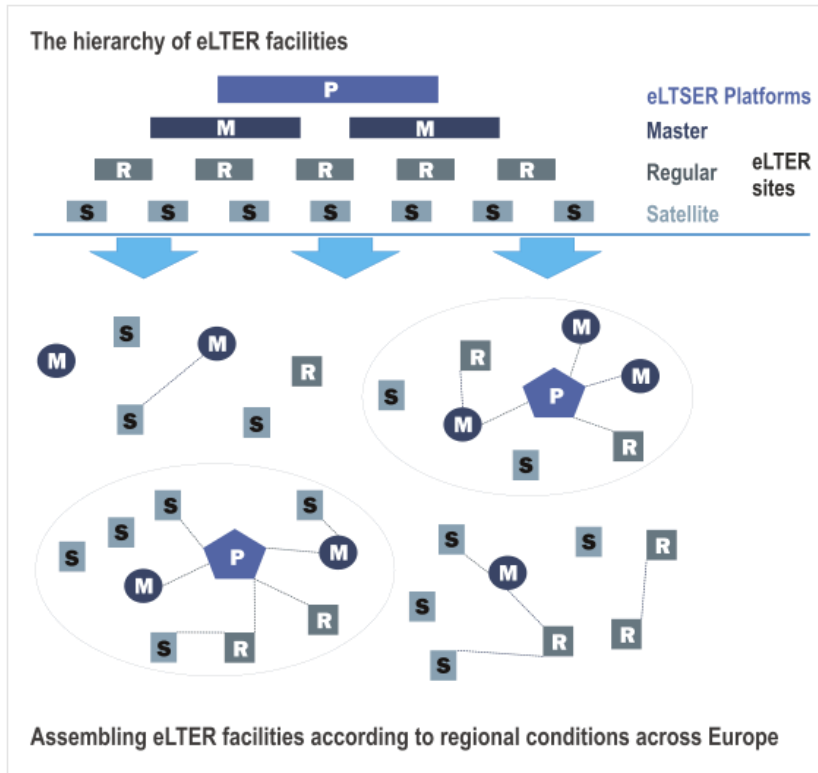 The hierarchy of eLTER facilities
P
eLTSER Platforms
M M
Master
R R R R R
Regular
eLTER
sites
S S S S S S S
Satellite
M
S
M
R
S
S
M
R
M
S
P
M
R
S
S
S
S
S
P
M
M
R
S
R
S
S
R
M
S
R
R
S
Assembling eLTER facilities according to regional conditions across Europe